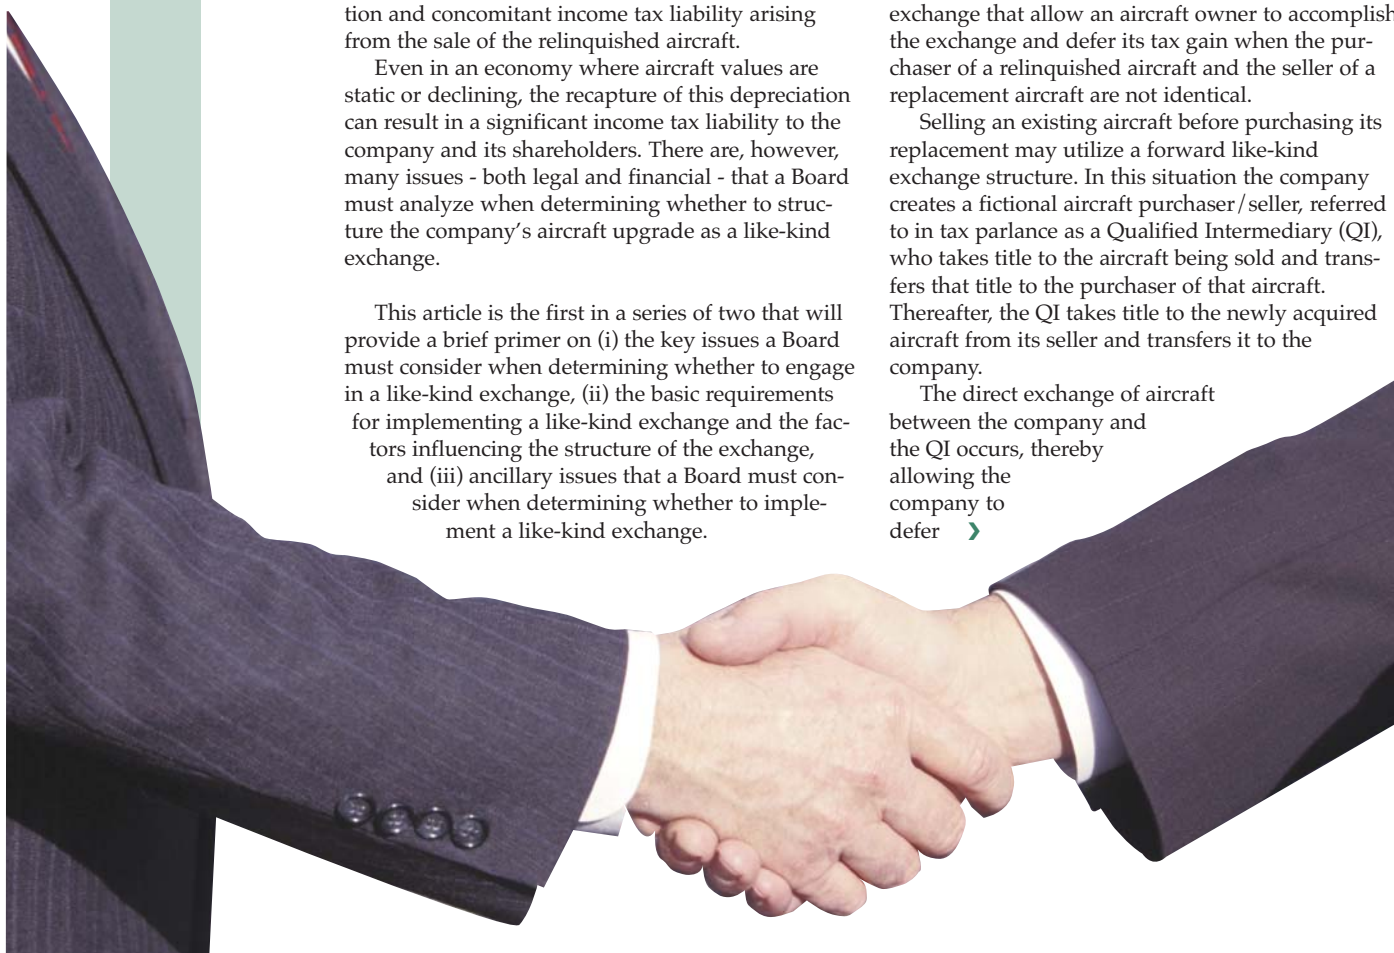 tion and concomitant income tax liability arising
from the sale of the relinquished aircraft.
Even in an economy where aircraft values are
static or declining, the recapture of this depreciation
can result in a significant income tax liability to the
company and its shareholders. There are, however,
many issues - both legal and financial - that a Board
must analyze when determining whether to struc-
ture the company's aircraft upgrade as a like-kind
exchange.
This article is the first in a series of two that will
provide a brief primer on (i) the key issues a Board
must consider when determining whether to engage
in a like-kind exchange, (ii) the basic requirements
for implementing a like-kind exchange and the fac-
tors influencing the structure of the exchange,
and (iii) ancillary issues that a Board must con-
sider when determining whether to imple-
ment a like-kind exchange.
exchange that allow an aircraft owner to accomplish
the exchange and defer its tax gain when the pur-
chaser of a relinquished aircraft and the seller of a
replacement aircraft are not identical.
Selling an existing aircraft before purchasing its
replacement may utilize a forward like-kind
exchange structure. In this situation the company
creates a fictional aircraft purchaser/seller, referred
to in tax parlance as a Qualified Intermediary (QI),
who takes title to the aircraft being sold and trans-
fers that title to the purchaser of that aircraft.
Thereafter, the QI takes title to the newly acquired
aircraft from its seller and transfers it to the
company.
The direct exchange of aircraft
between the company and
the QI occurs, thereby
allowing the
company to
defer ❯